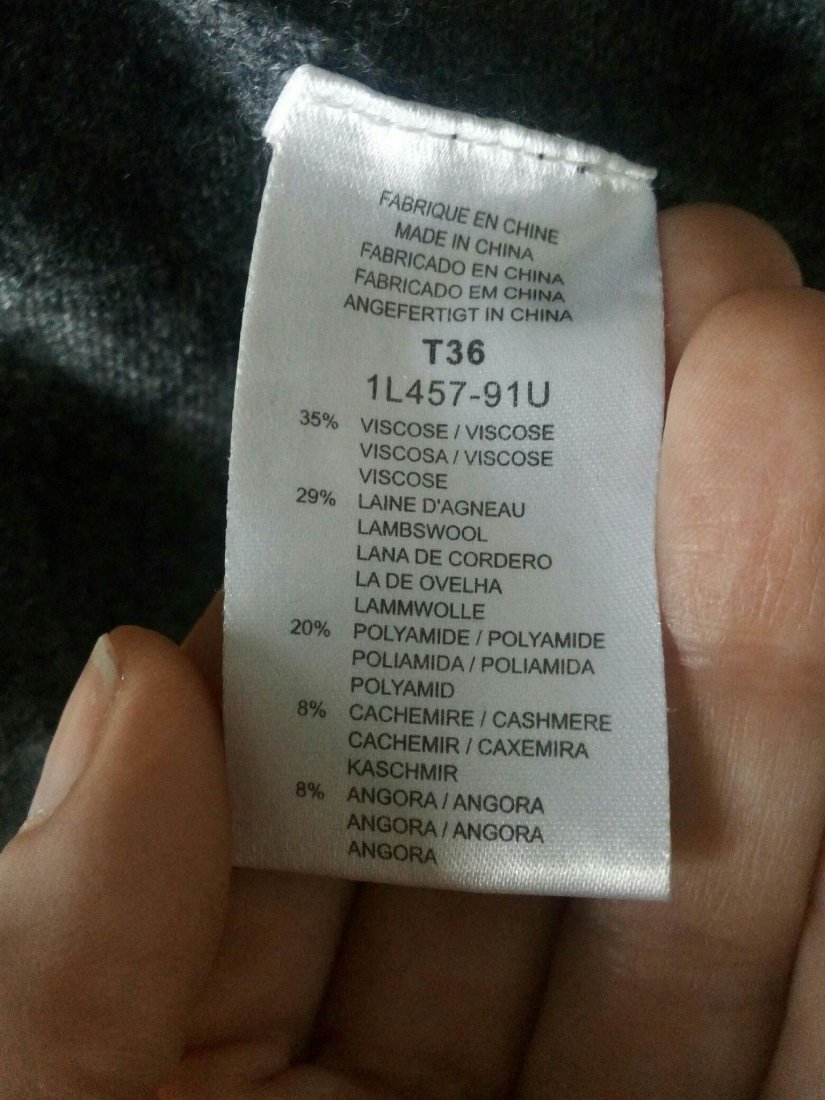 FABRIQUE EN CHINE
MADE IN CHINA
FABRICADO EN CHINA
FABRICADO EM CHINA
ANGEFERTIGT IN CHINA
T36
1L457-91U
35% VISCOSE / VISCOSE
VISCOSA / VISCOSE
VISCOSE
29% LAINE D'AGNEAU
LAMBSWOOL
LANA DE CORDERO
LA DE OVELHA
LAMMWOLLE
20% POLYAMIDE / POLYAMIDE
POLIAMIDA / POLIAMIDA
POLYAMID
8% CACHEMIRE / CASHMERE
CACHEMIR / CAXEMIRA
KASCHMIR
8% ANGORA / ANGORA
ANGORA / ANGORA
ANGORA